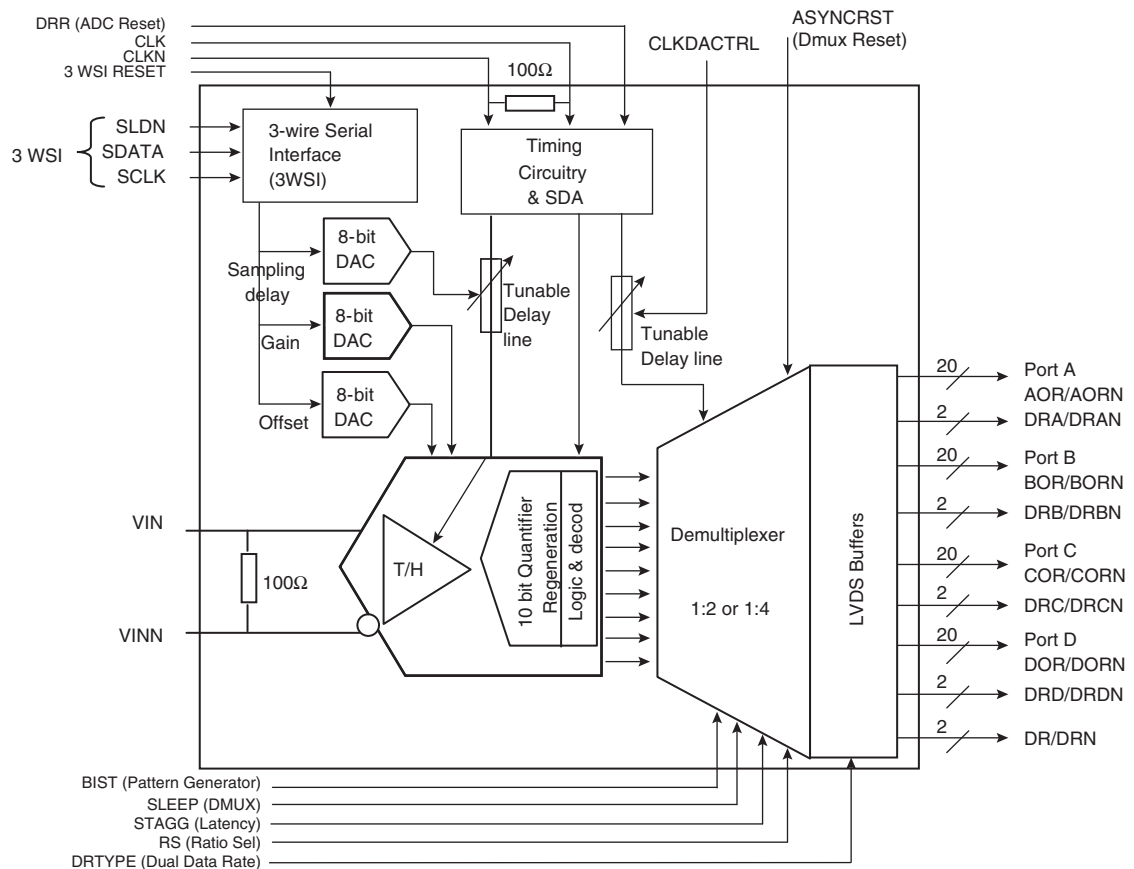 DRR (ADC Reset)
CLK
CLKN
3 WSI RESET
ASYNCRST
(Dmux Reset)
CLKDACTRL
100Ω
3 WSI
SLDN
SDATA
SCLK
3-wire Serial
Interface
(3WSI)
Timing
Circuitry
& SDA
8-bit
DAC
Sampling
delay
Tunable
Delay
line
8-bit
DAC
Gain
Tunable
Delay line
8-bit
DAC
Offset
VIN
100Ω
VINN
T/H
10 bit Quantifier
Regeneration
Logic & decod
Demultiplexer
1:2 or 1:4
LVDS Buffers
20
Port A
AOR/AORN
2
DRA/DRAN
20
Port B
BOR/BORN
2
DRB/DRBN
20
Port C
COR/CORN
2
DRC/DRCN
20
Port D
DOR/DORN
2
DRD/DRDN
2
DR/DRN
BIST (Pattern Generator)
SLEEP (DMUX)
STAGG (Latency)
RS (Ratio Sel)
DRTYPE (Dual Data Rate)